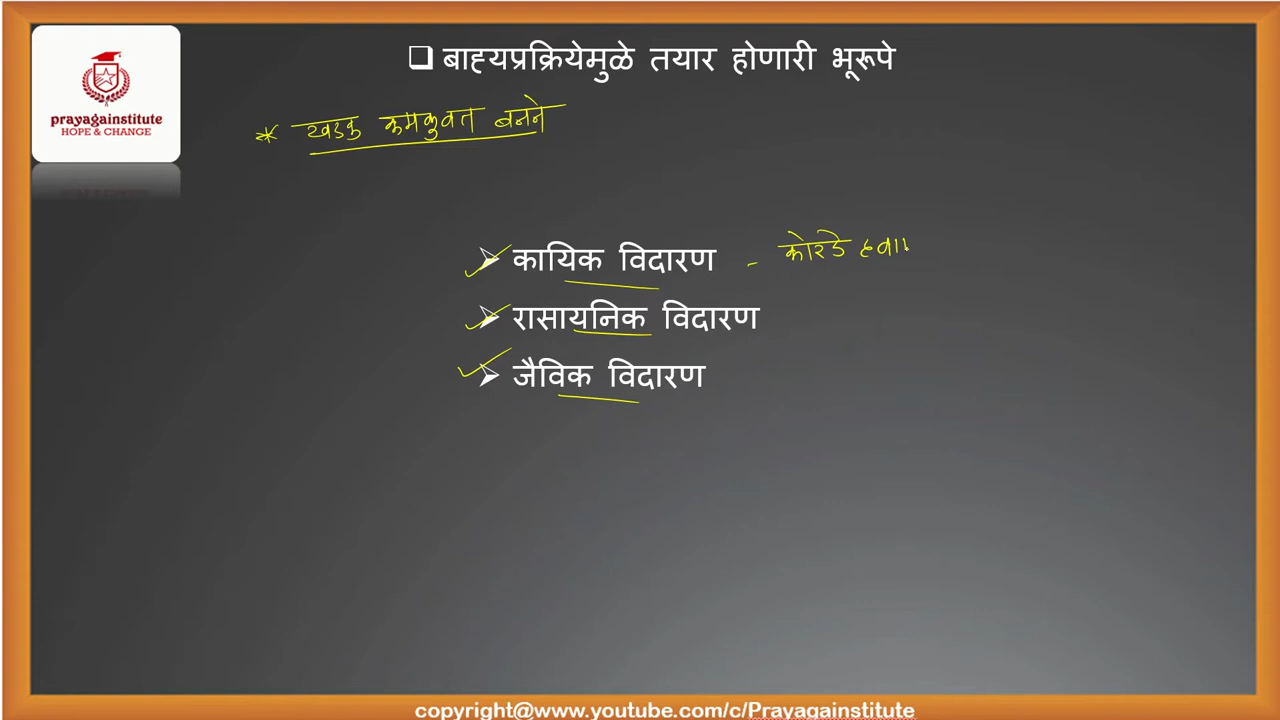 ❑ बाह्यप्रक्रियेमुळे तयार होणारी भूरूपे
prayagainstitute
HOPE & CHANGE
* खडक कमकुवत बनने
➢ कायिक विदारण - कोरडे हवा
➢ रासायनिक विदारण
➢ जैविक विदारण
copyright@www.youtube.com/c/Prayagainstitute